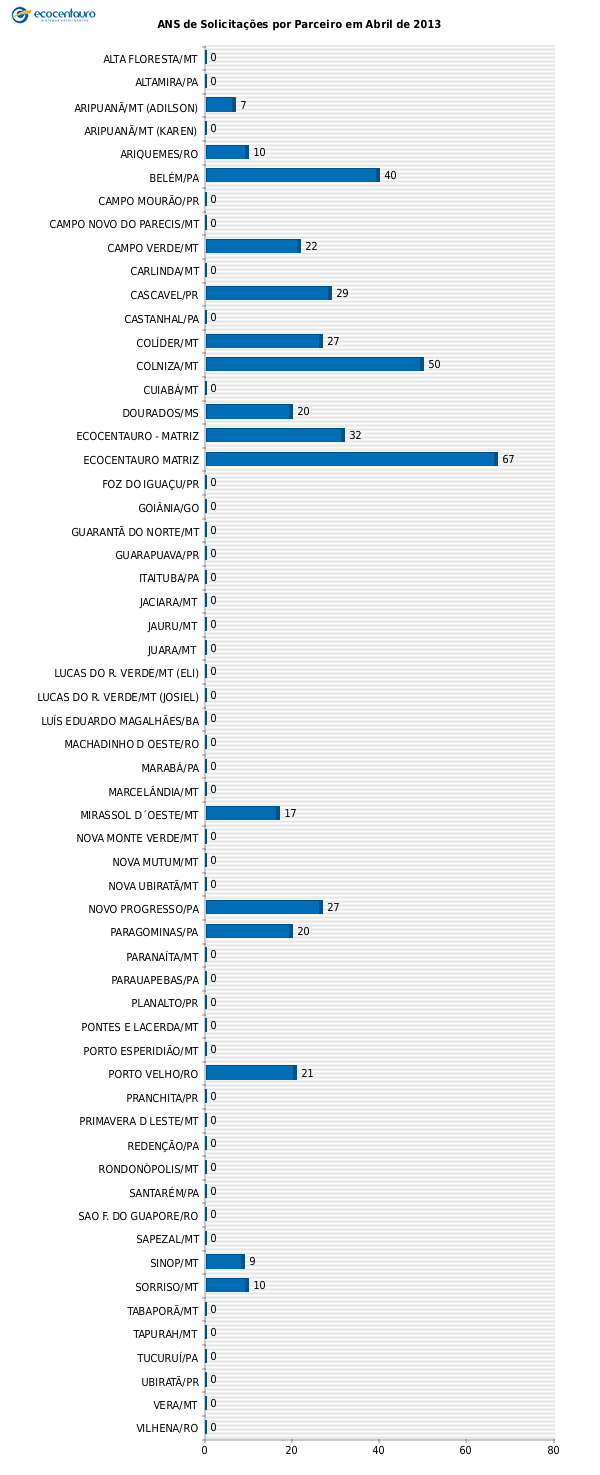 ecocentauro
ANS de Solicitações por Parceiro em Abril de 2013
ALTA FLORESTA/MT 0
ALTAMIRA/PA 0
ARIPUANÃ/MT (ADILSON) 7
ARIPUANÃ/MT (KAREN) 0
ARIQUEMES/RO 10
BELÉM/PA 40
CAMPO MOURÃO/PR 0
CAMPO NOVO DO PARECIS/MT 0
CAMPO VERDE/MT 22
CARLINDA/MT 0
CASCAVEL/PR 29
CASTANHAL/PA 0
COLÍDER/MT 27
COLNIZA/MT 50
CUIABÁ/MT 0
DOURADOS/MS 20
ECOCENTAURO - MATRIZ 32
ECOCENTAURO MATRIZ 67
FOZ DO IGUAÇU/PR 0
GOIÂNIA/GO 0
GUARANTÃ DO NORTE/MT 0
GUARAPUAVA/PR 0
ITAITUBA/PA 0
JACIARA/MT 0
JAURU/MT 0
JUARA/MT 0
LUCAS DO R. VERDE/MT (ELI) 0
LUCAS DO R. VERDE/MT (JOSIEL) 0
LUÍS EDUARDO MAGALHÃES/BA 0
MACHADINHO D OESTE/RO 0
MARABÁ/PA 0
MARCELÂNDIA/MT 0
MIRASSOL D´OESTE/MT 17
NOVA MONTE VERDE/MT 0
NOVA MUTUM/MT 0
NOVA UBIRATÃ/MT 0
NOVO PROGRESSO/PA 27
PARAGOMINAS/PA 20
PARANAÍTA/MT 0
PARAUAPEBAS/PA 0
PLANALTO/PR 0
PONTES E LACERDA/MT 0
PORTO ESPERIDIÃO/MT 0
PORTO VELHO/RO 21
PRANCHITA/PR 0
PRIMAVERA D LESTE/MT 0
REDENÇÃO/PA 0
RONDONÓPOLIS/MT 0
SANTARÉM/PA 0
SAO F. DO GUAPORE/RO 0
SAPEZAL/MT 0
SINOP/MT 9
SORRISO/MT 10
TABAPORÃ/MT 0
TAPURAH/MT 0
TUCURUÍ/PA 0
UBIRATÃ/PR 0
VERA/MT 0
VILHENA/RO 0
0 20 40 60 80